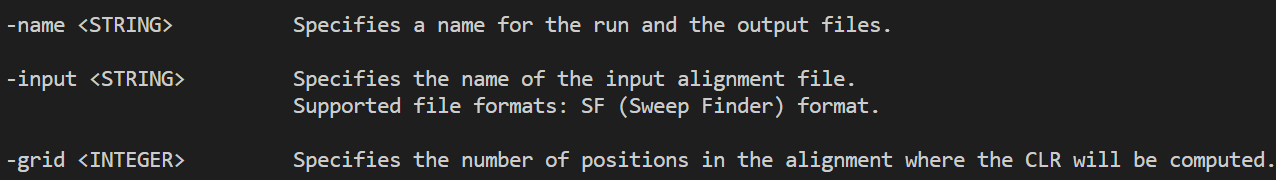 -name <STRING> Specifies a name for the run and the output files.
-input <STRING> Specifies the name of the input alignment file.
Supported file formats: SF (Sweep Finder) format.
-grid <INTEGER> Specifies the number of positions in the alignment where the CLR will be computed.